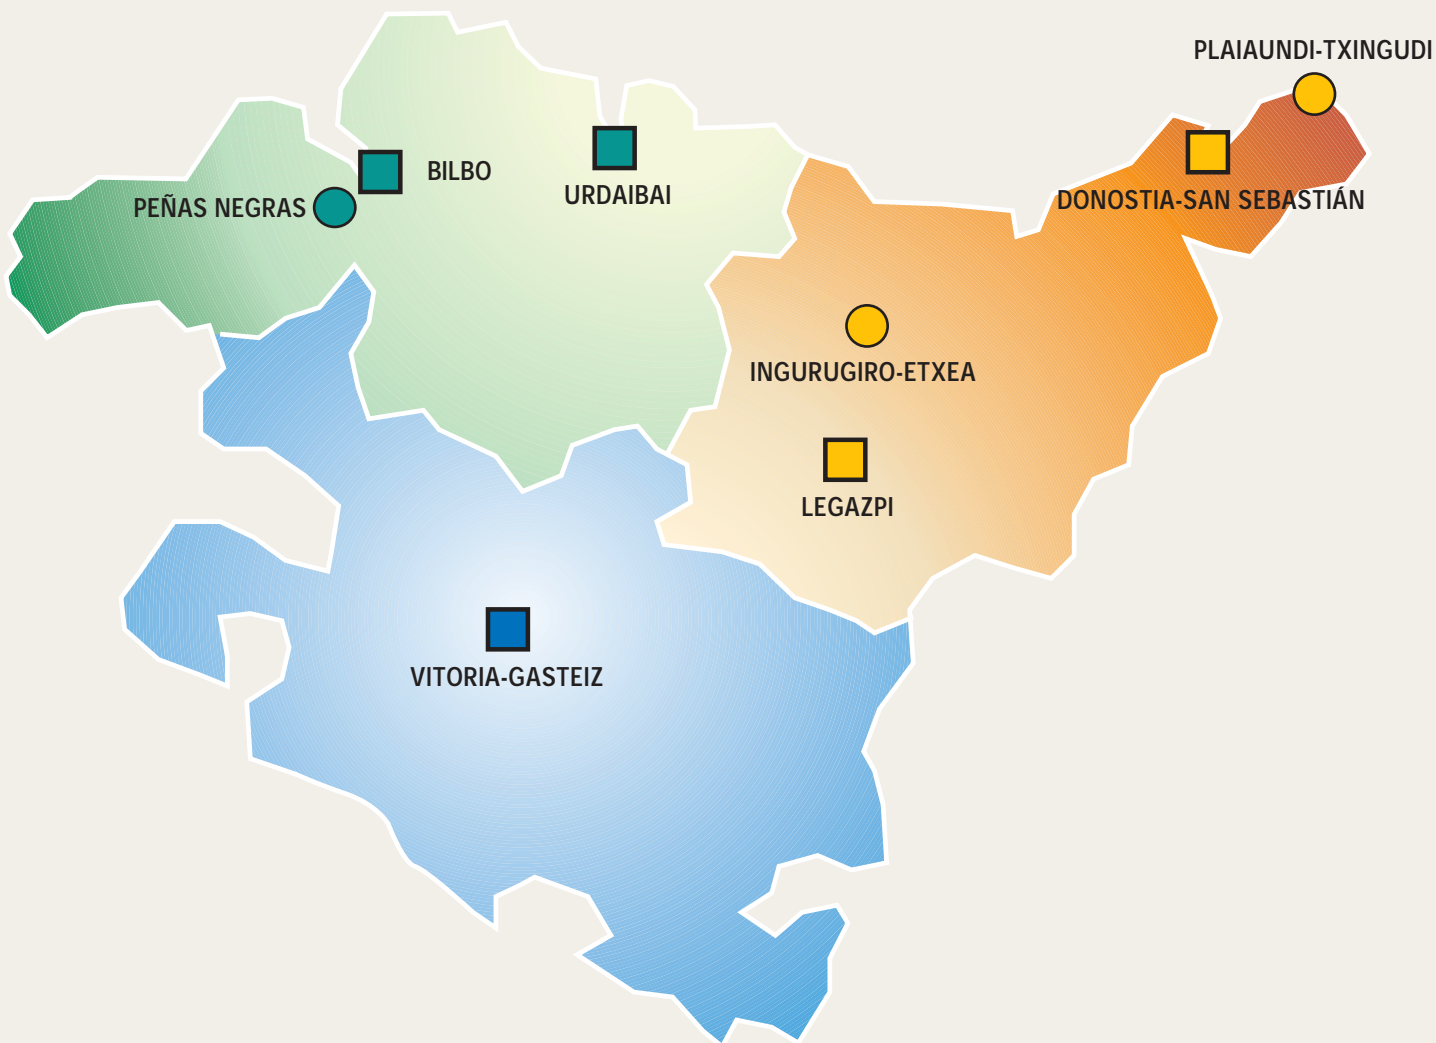 PLAIAUNDI-TXINGUDI
BILBO
URDAIBAI
PEÑAS NEGRAS
DONOSTIA-SAN SEBASTIÁN
INGURUGIRO-ETXEA
LEGAZPI
VITORIA-GASTEIZ